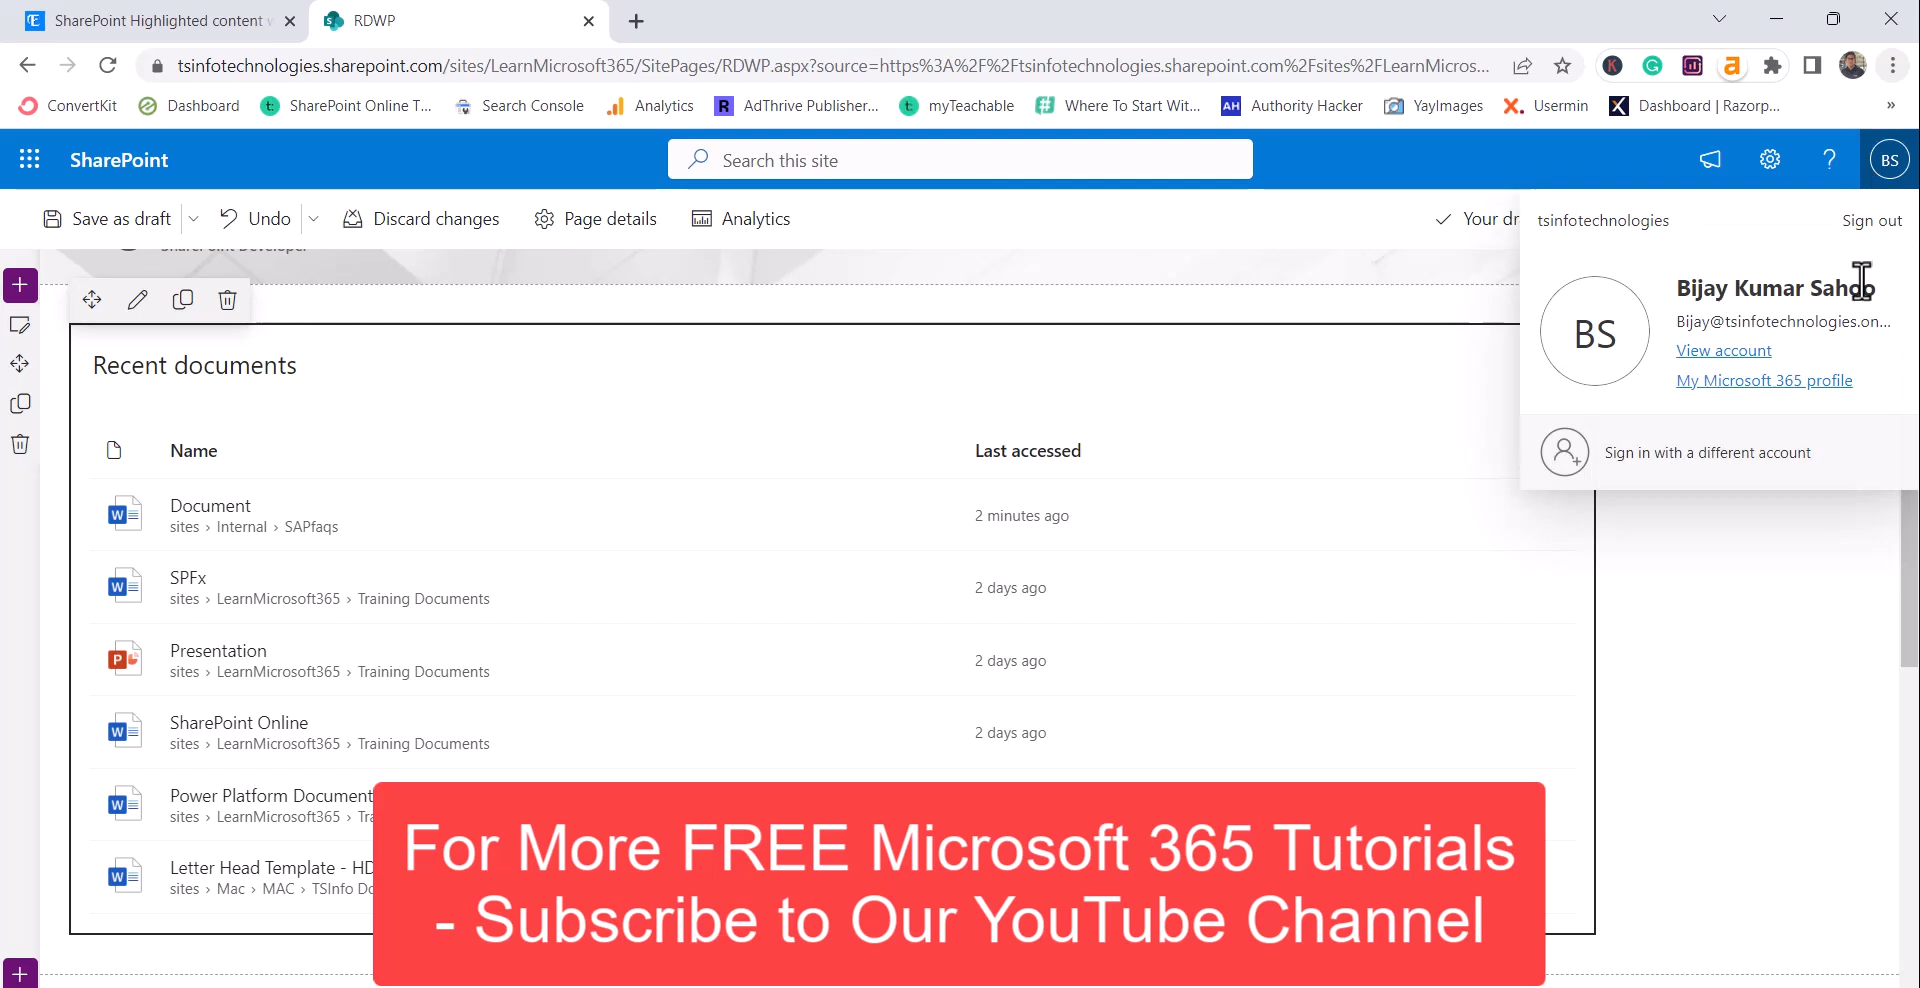 SharePoint Highlighted content
RDWP
tsinfotechnologies.sharepoint.com/sites/LearnMicrosoft365/SitePages/RDWP.aspx?source=https%3A%2F%2Ftsinfotechnologies.sharepoint.com%2Fsites%2FLearnMicros...
ConvertKit Dashboard SharePoint Online T... Search Console Analytics AdThrive Publisher... myTeachable Where To Start Wit... Authority Hacker YayImages Usermin Dashboard | Razorp... »
SharePoint
Search this site
?
BS
Save as draft Undo Discard changes Page details Analytics
Your dr
tsinfotechnologies Sign out
BS
Bijay Kumar Sahoo
Bijay@tsinfotechnologies.on...
View account
My Microsoft 365 profile
Sign in with a different account
Recent documents
Name Last accessed
Document
sites › Internal › SAPfaqs
2 minutes ago
SPFx
sites › LearnMicrosoft365 › Training Documents
2 days ago
Presentation
sites › LearnMicrosoft365 › Training Documents
2 days ago
SharePoint Online
sites › LearnMicrosoft365 › Training Documents
2 days ago
Power Platform Document
sites › LearnMicrosoft365 › Tra
Letter Head Template - HD
sites › Mac › MAC › TSInfo Do
For More FREE Microsoft 365 Tutorials
- Subscribe to Our YouTube Channel